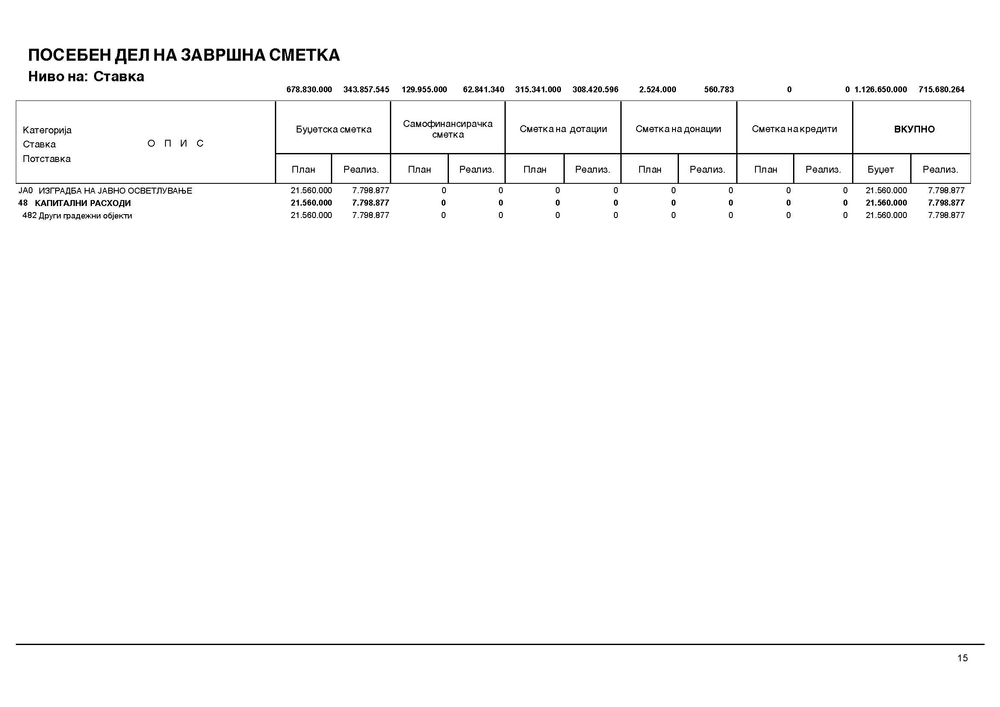 ПОСЕБЕН ДЕЛ НА ЗАВРШНА СМЕТКА
Ниво на: Ставка
678.830.000 343.857.545 129.955.000 62.841.340 315.341.000 308.420.596 2.524.000 560.783 0 0 1.126.650.000 715.680.264
Категорија
Ставка
Потставка
О П И С
Буџетска сметка
Самофинансирачка
сметка
Сметка на дотации
Сметка на донации
Сметка на кредити
ВКУПНО
План Реализ. План Реализ. План Реализ. План Реализ. План Реализ. Буџет Реализ.
ЈА0 ИЗГРАДБА НА ЈАВНО ОСВЕТЛУВАЊЕ 21.560.000 7.798.877 0 0 0 0 0 0 0 0 21.560.000 7.798.877
48 КАПИТАЛНИ РАСХОДИ 21.560.000 7.798.877 0 0 0 0 0 0 0 0 21.560.000 7.798.877
482 Други градежни објекти 21.560.000 7.798.877 0 0 0 0 0 0 0 0 21.560.000 7.798.877
15